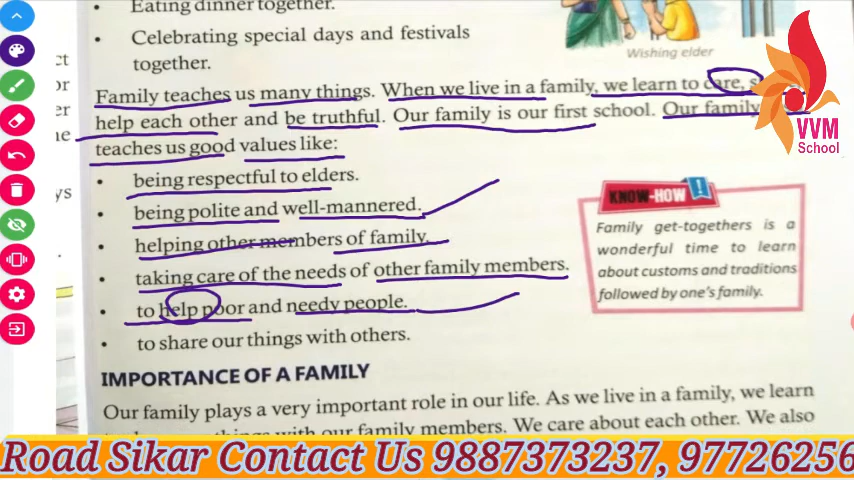 • Eating dinner together.
• Celebrating special days and festivals
together.
Wishing elder
ct
or
er
ne
ys
Family teaches us many things. When we live in a family, we learn to care, s
help each other and be truthful. Our family is our first school. Our family
teaches us good values like:
• being respectful to elders.
• being polite and well-mannered.
• helping other members of family.
• taking care of the needs of other family members.
• to help poor and needy people.
• to share our things with others.
KNOW-HOW !
Family get-togethers is a
wonderful time to learn
about customs and traditions
followed by one's family.
IMPORTANCE OF A FAMILY
Our family plays a very important role in our life. As we live in a family, we learn
with our family members. We care about each other. We also
VVM
School
Road Sikar Contact Us 9887373237, 97726256